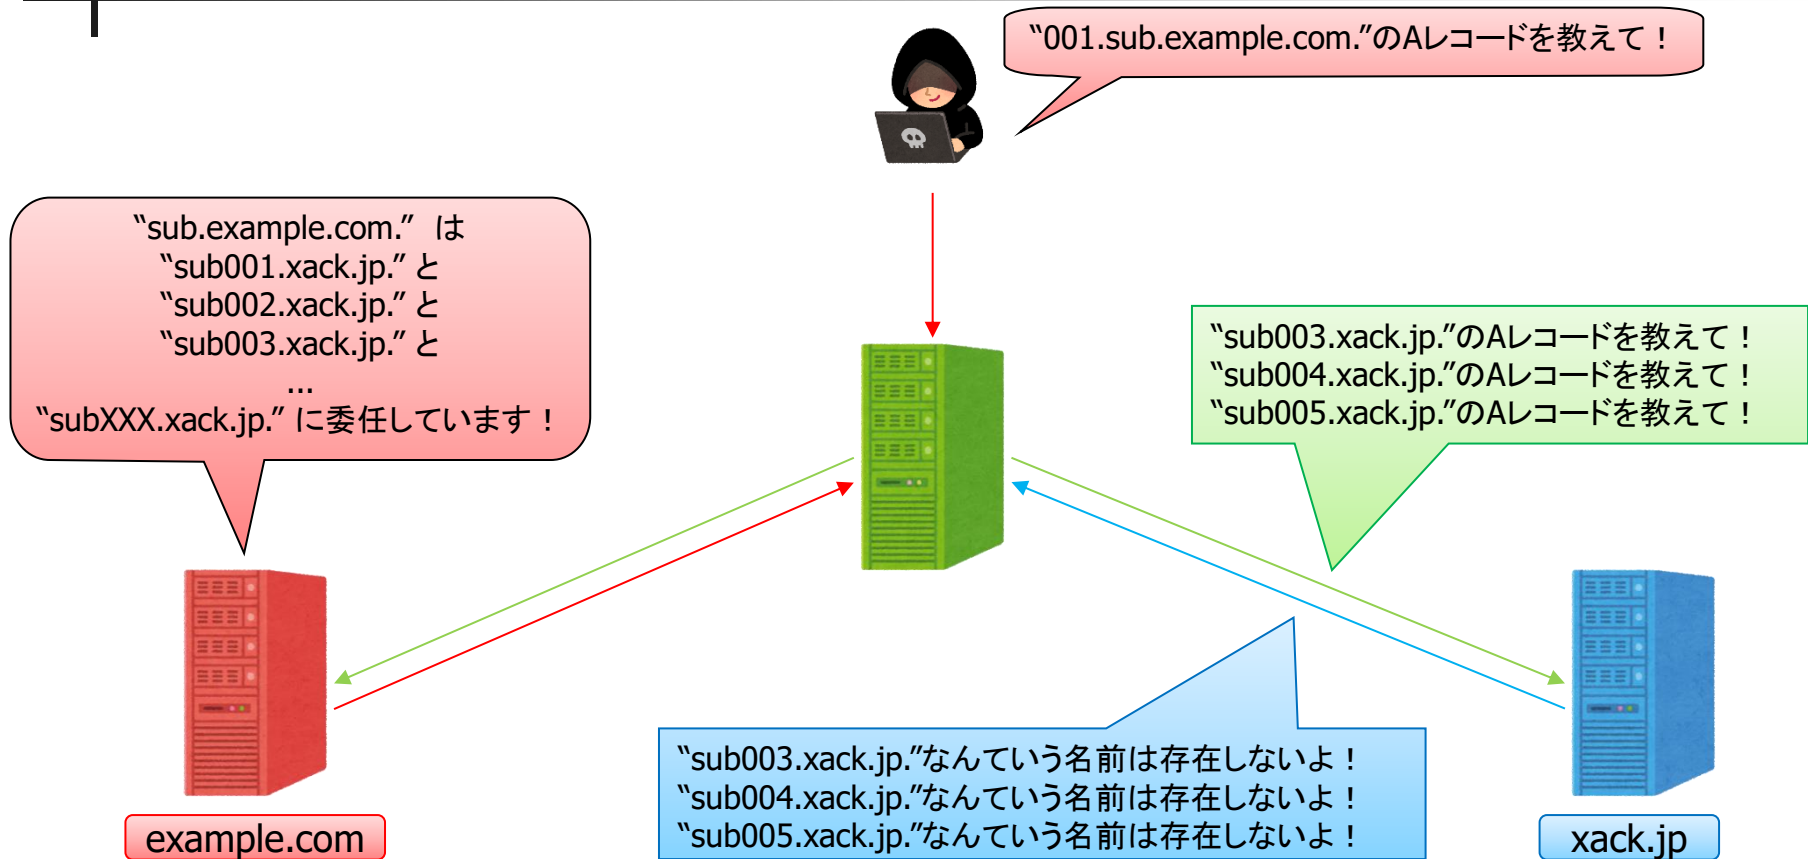 “001.sub.example.com.”のAレコードを教えて！
“sub.example.com.” は
“sub001.xack.jp.” と
“sub002.xack.jp.” と
“sub003.xack.jp.” と
...
“subXXX.xack.jp.” に委任しています！
“sub003.xack.jp.”のAレコードを教えて！
“sub004.xack.jp.”のAレコードを教えて！
“sub005.xack.jp.”のAレコードを教えて！
“sub003.xack.jp.”なんていう名前は存在しないよ！
“sub004.xack.jp.”なんていう名前は存在しないよ！
“sub005.xack.jp.”なんていう名前は存在しないよ！
example.com
xack.jp